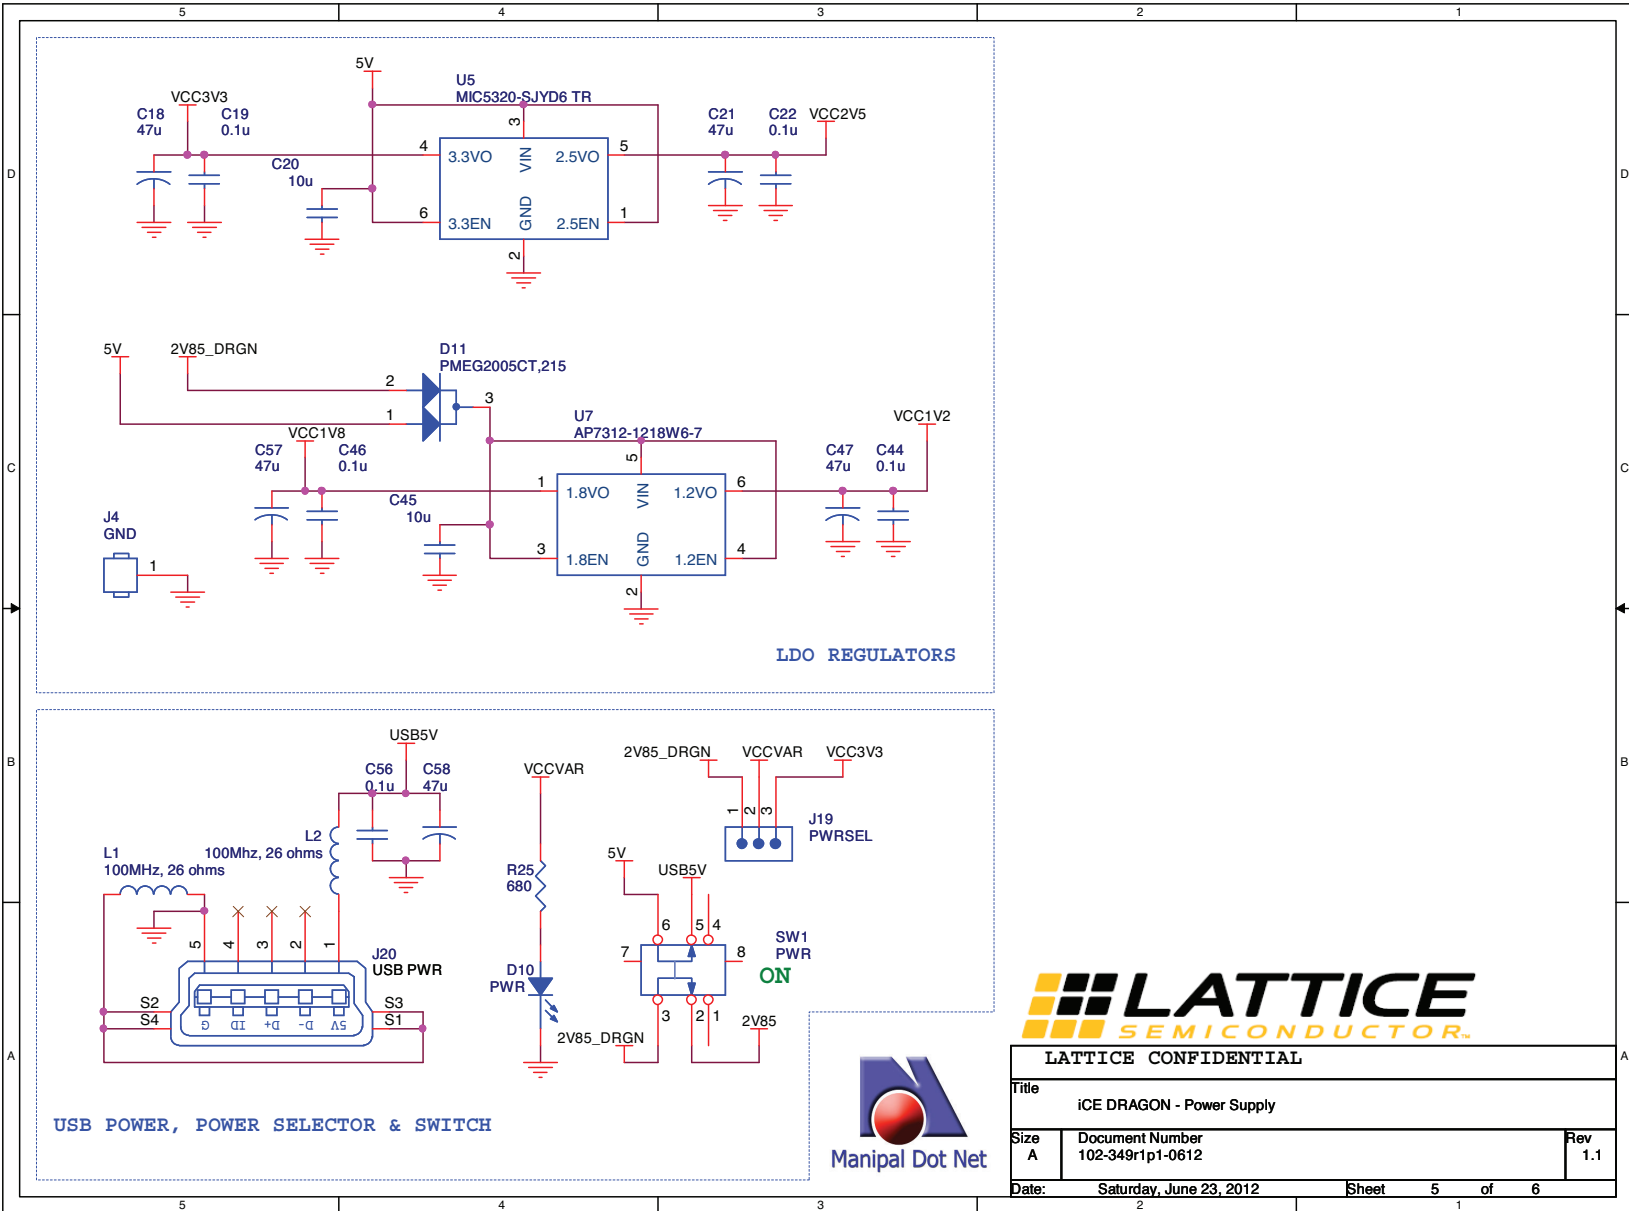 5 4 3 2 1
D
C
B
A
5V
U5
MIC5320-SJYD6 TR
VCC3V3
C18
47u
C19
0.1u
C20
10u
4
3.3VO
3
VIN
2.5VO
5
6
3.3EN
GND
2.5EN
1
2
C21
47u
C22
0.1u
VCC2V5
5V
2V85_DRGN
D11
PMEG2005CT,215
2
1
3
VCC1V8
C57
47u
C46
0.1u
C45
10u
U7
AP7312-1218W6-7
1
1.8VO
5
VIN
1.2VO
6
3
1.8EN
GND
1.2EN
4
2
C47
47u
C44
0.1u
VCC1V2
J4
GND
1
LDO REGULATORS
USB5V
C56
0.1u
C58
47u
L2
100Mhz, 26 ohms
L1
100MHz, 26 ohms
5 4 3 2 1
J20
USB PWR
S2
S4
S3
S1
G ID D+ D- 5V
VCCVAR
R25
680
D10
PWR
2V85_DRGN
VCCVAR
VCC3V3
1 2 3
J19
PWRSEL
5V
USB5V
6 5 4
7
8
SW1
PWR
ON
3 2 1
2V85_DRGN
2V85
USB POWER, POWER SELECTOR & SWITCH
Manipal Dot Net
LATTICE
SEMICONDUCTOR™
LATTICE CONFIDENTIAL
Title
iCE DRAGON - Power Supply
Size
A
Document Number
102-349r1p1-0612
Rev
1.1
Date:
Saturday, June 23, 2012
Sheet 5 of 6
D
C
B
A
5 4 3 2 1